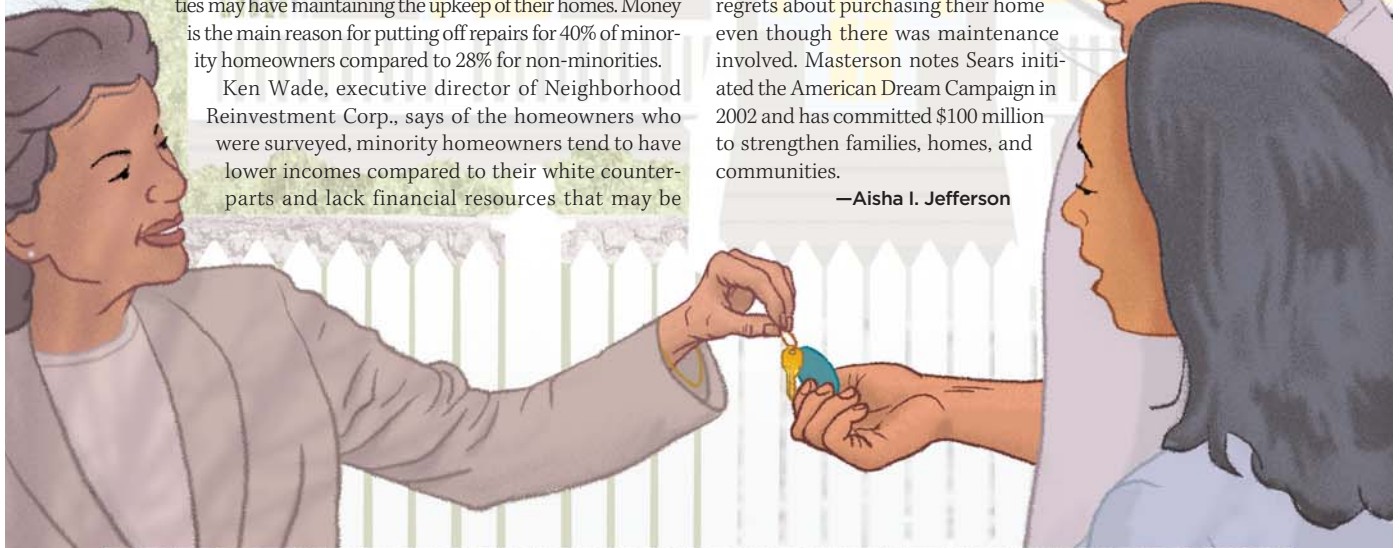 ties may have maintaining the upkeep of their homes. Money
is the main reason for putting off repairs for 40% of minor-
ity homeowners compared to 28% for non-minorities.
Ken Wade, executive director of Neighborhood
Reinvestment Corp., says of the homeowners who
were surveyed, minority homeowners tend to have
lower incomes compared to their white counter-
parts and lack financial resources that may be
regrets about purchasing their home
even though there was maintenance
involved. Masterson notes Sears initi-
ated the American Dream Campaign in
2002 and has committed $100 million
to strengthen families, homes, and
communities.
—Aisha I. Jefferson